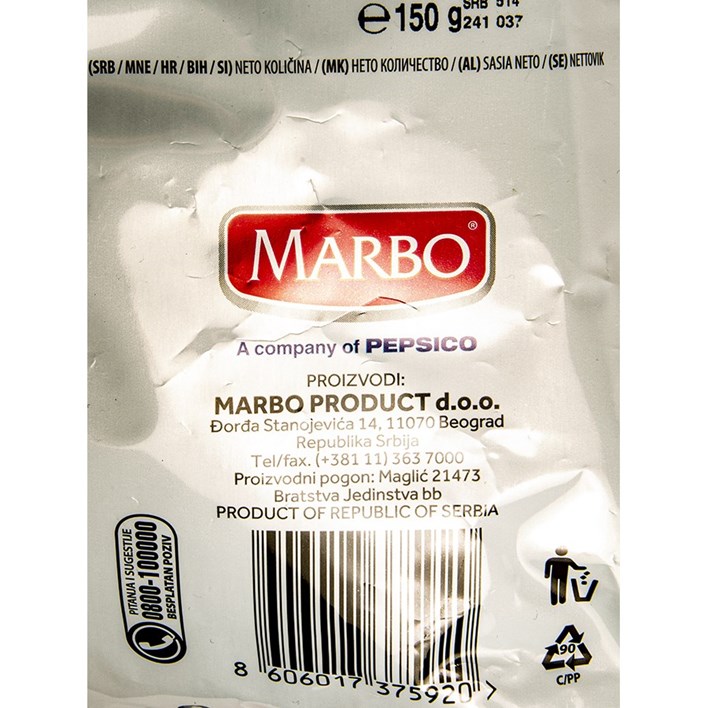 ℮150 g SRB 514
241 037
(SRB / MNE / HR / BIH / SI) NETO KOLIČINA / (MK) НЕТО КОЛИЧЕСТВО / (AL) SASIA NETO / (SE) NETTOVIK
MARBO®
A company of PEPSICO
PROIZVODI:
MARBO PRODUCT d.o.o.
Đorđa Stanojevića 14, 11070 Beograd
Republika Srbija
Tel/fax. (+381 11) 363 7000
Proizvodni pogon: Maglić 21473
Bratstva Jedinstva bb
PRODUCT OF REPUBLIC OF SERBIA
PITANJA I SUGESTIJE
0800-100000
BESPLATAN POZIV
90
C/PP
8 606017 375920 >